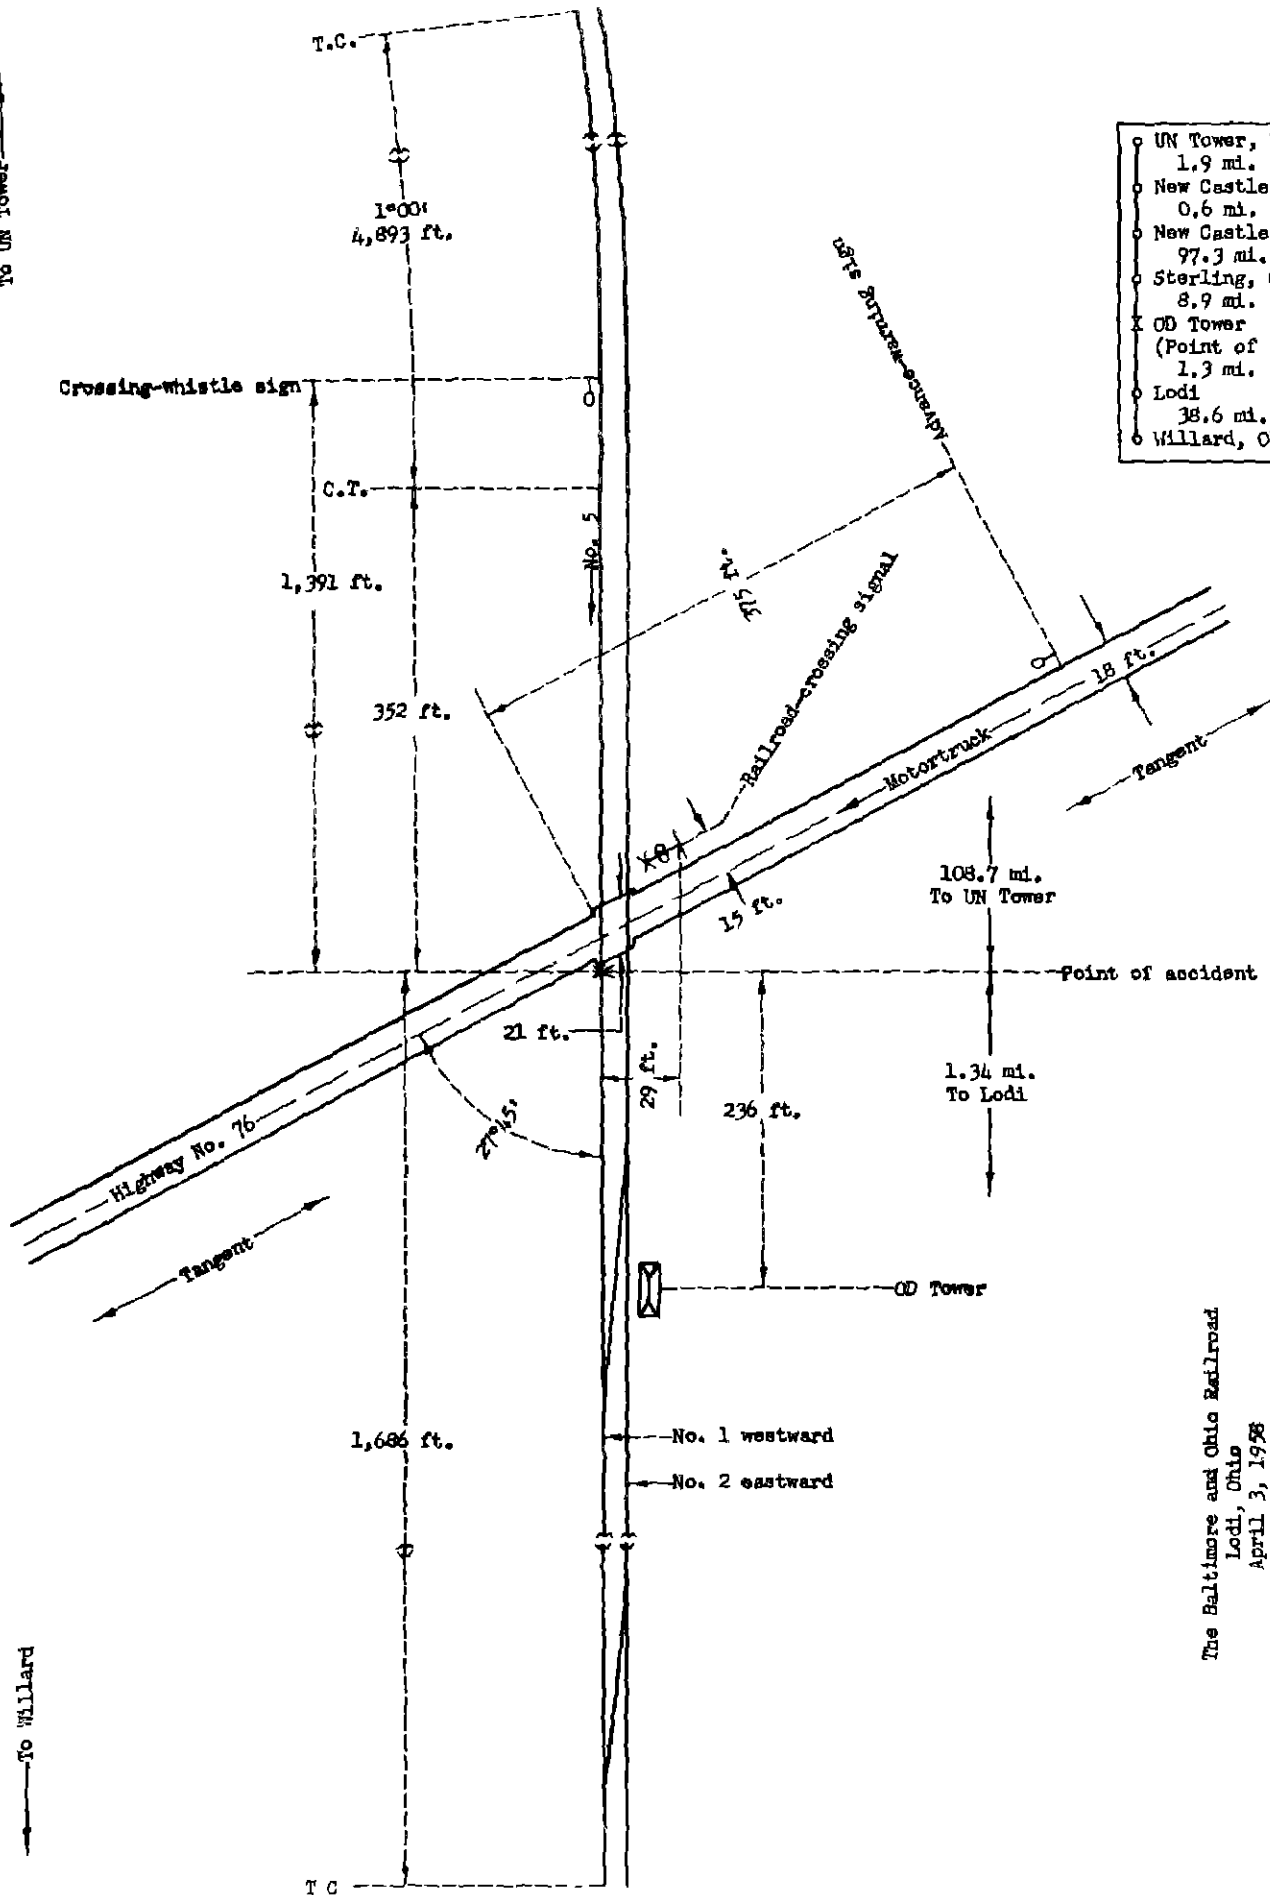 To UN Tower
T.C.
1°00'
4,893 ft.
UN Tower,
1.9 mi.
New Castle
0.6 mi.
New Castle
97.3 mi.
Sterling,
8.9 mi.
OD Tower
(Point of
1.3 mi.
Lodi
38.6 mi.
Willard, O
Advance-warning sign
Crossing-whistle sign
C.T.
No. 5
1,391 ft.
375 ft.
Railroad-crossing signal
352 ft.
18 ft.
Motortruck
Tangent
108.7 mi.
To UN Tower
15 ft.
Point of accident
21 ft.
29 ft.
236 ft.
1.34 mi.
To Lodi
27°45'
Highway No. 76
Tangent
OD Tower
1,686 ft.
No. 1 westward
No. 2 eastward
The Baltimore and Ohio Railroad
Lodi, Ohio
April 3, 1958
To Willard
T C